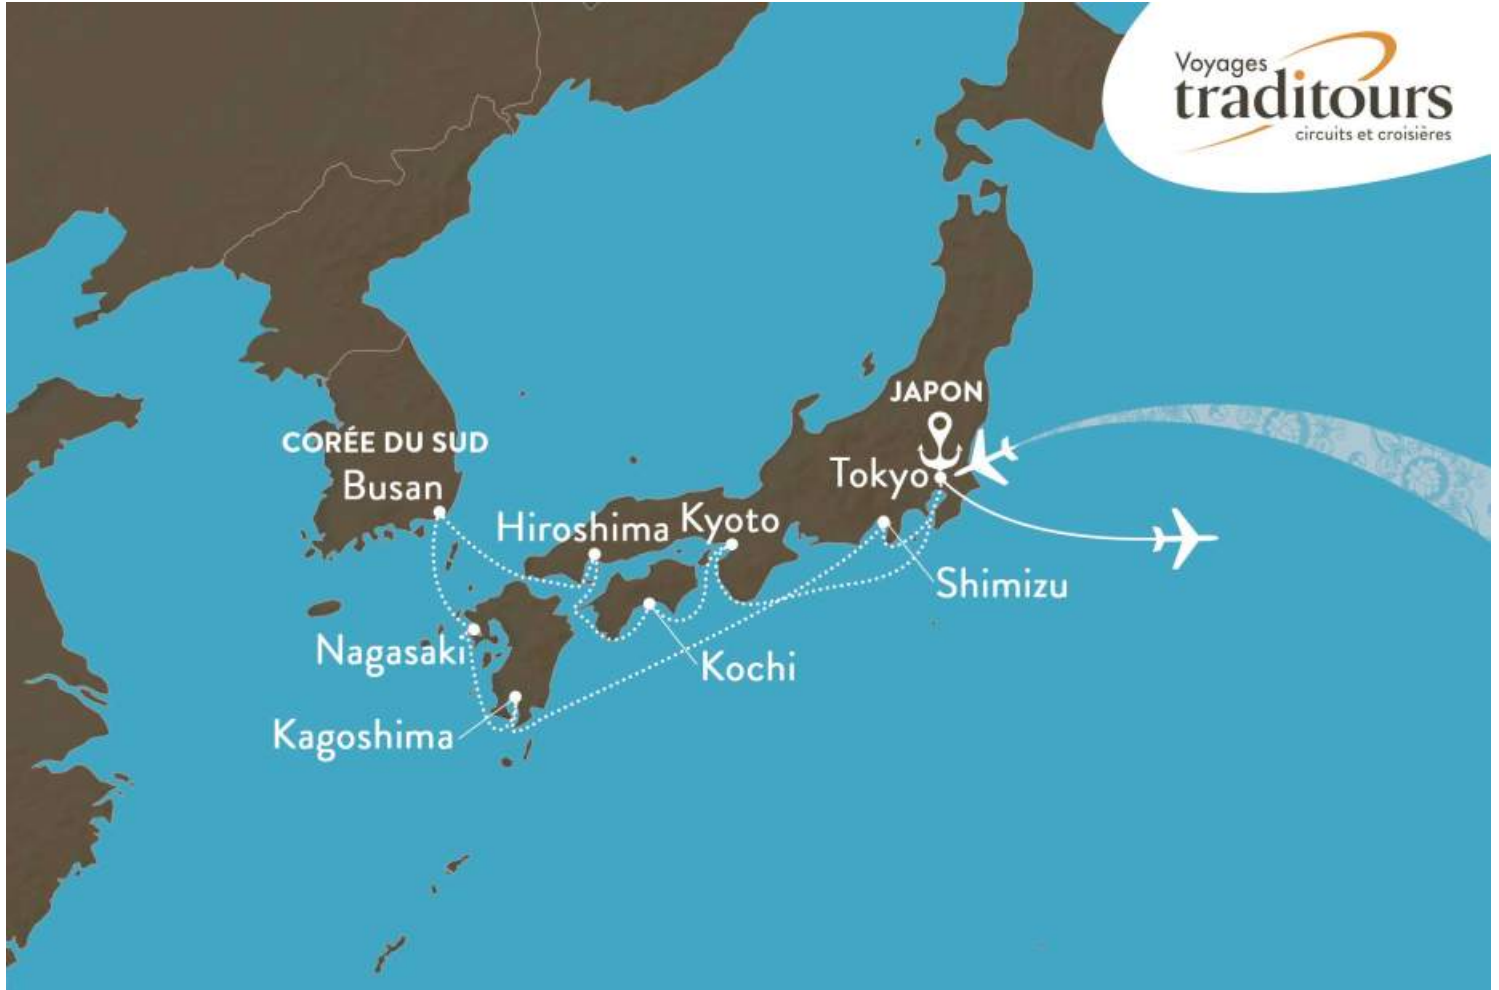 Voyages
traditours
circuits et croisières
JAPON
Tokyo
CORÉE DU SUD
Busan
Hiroshima
Kyoto
Shimizu
Nagasaki
Kochi
Kagoshima